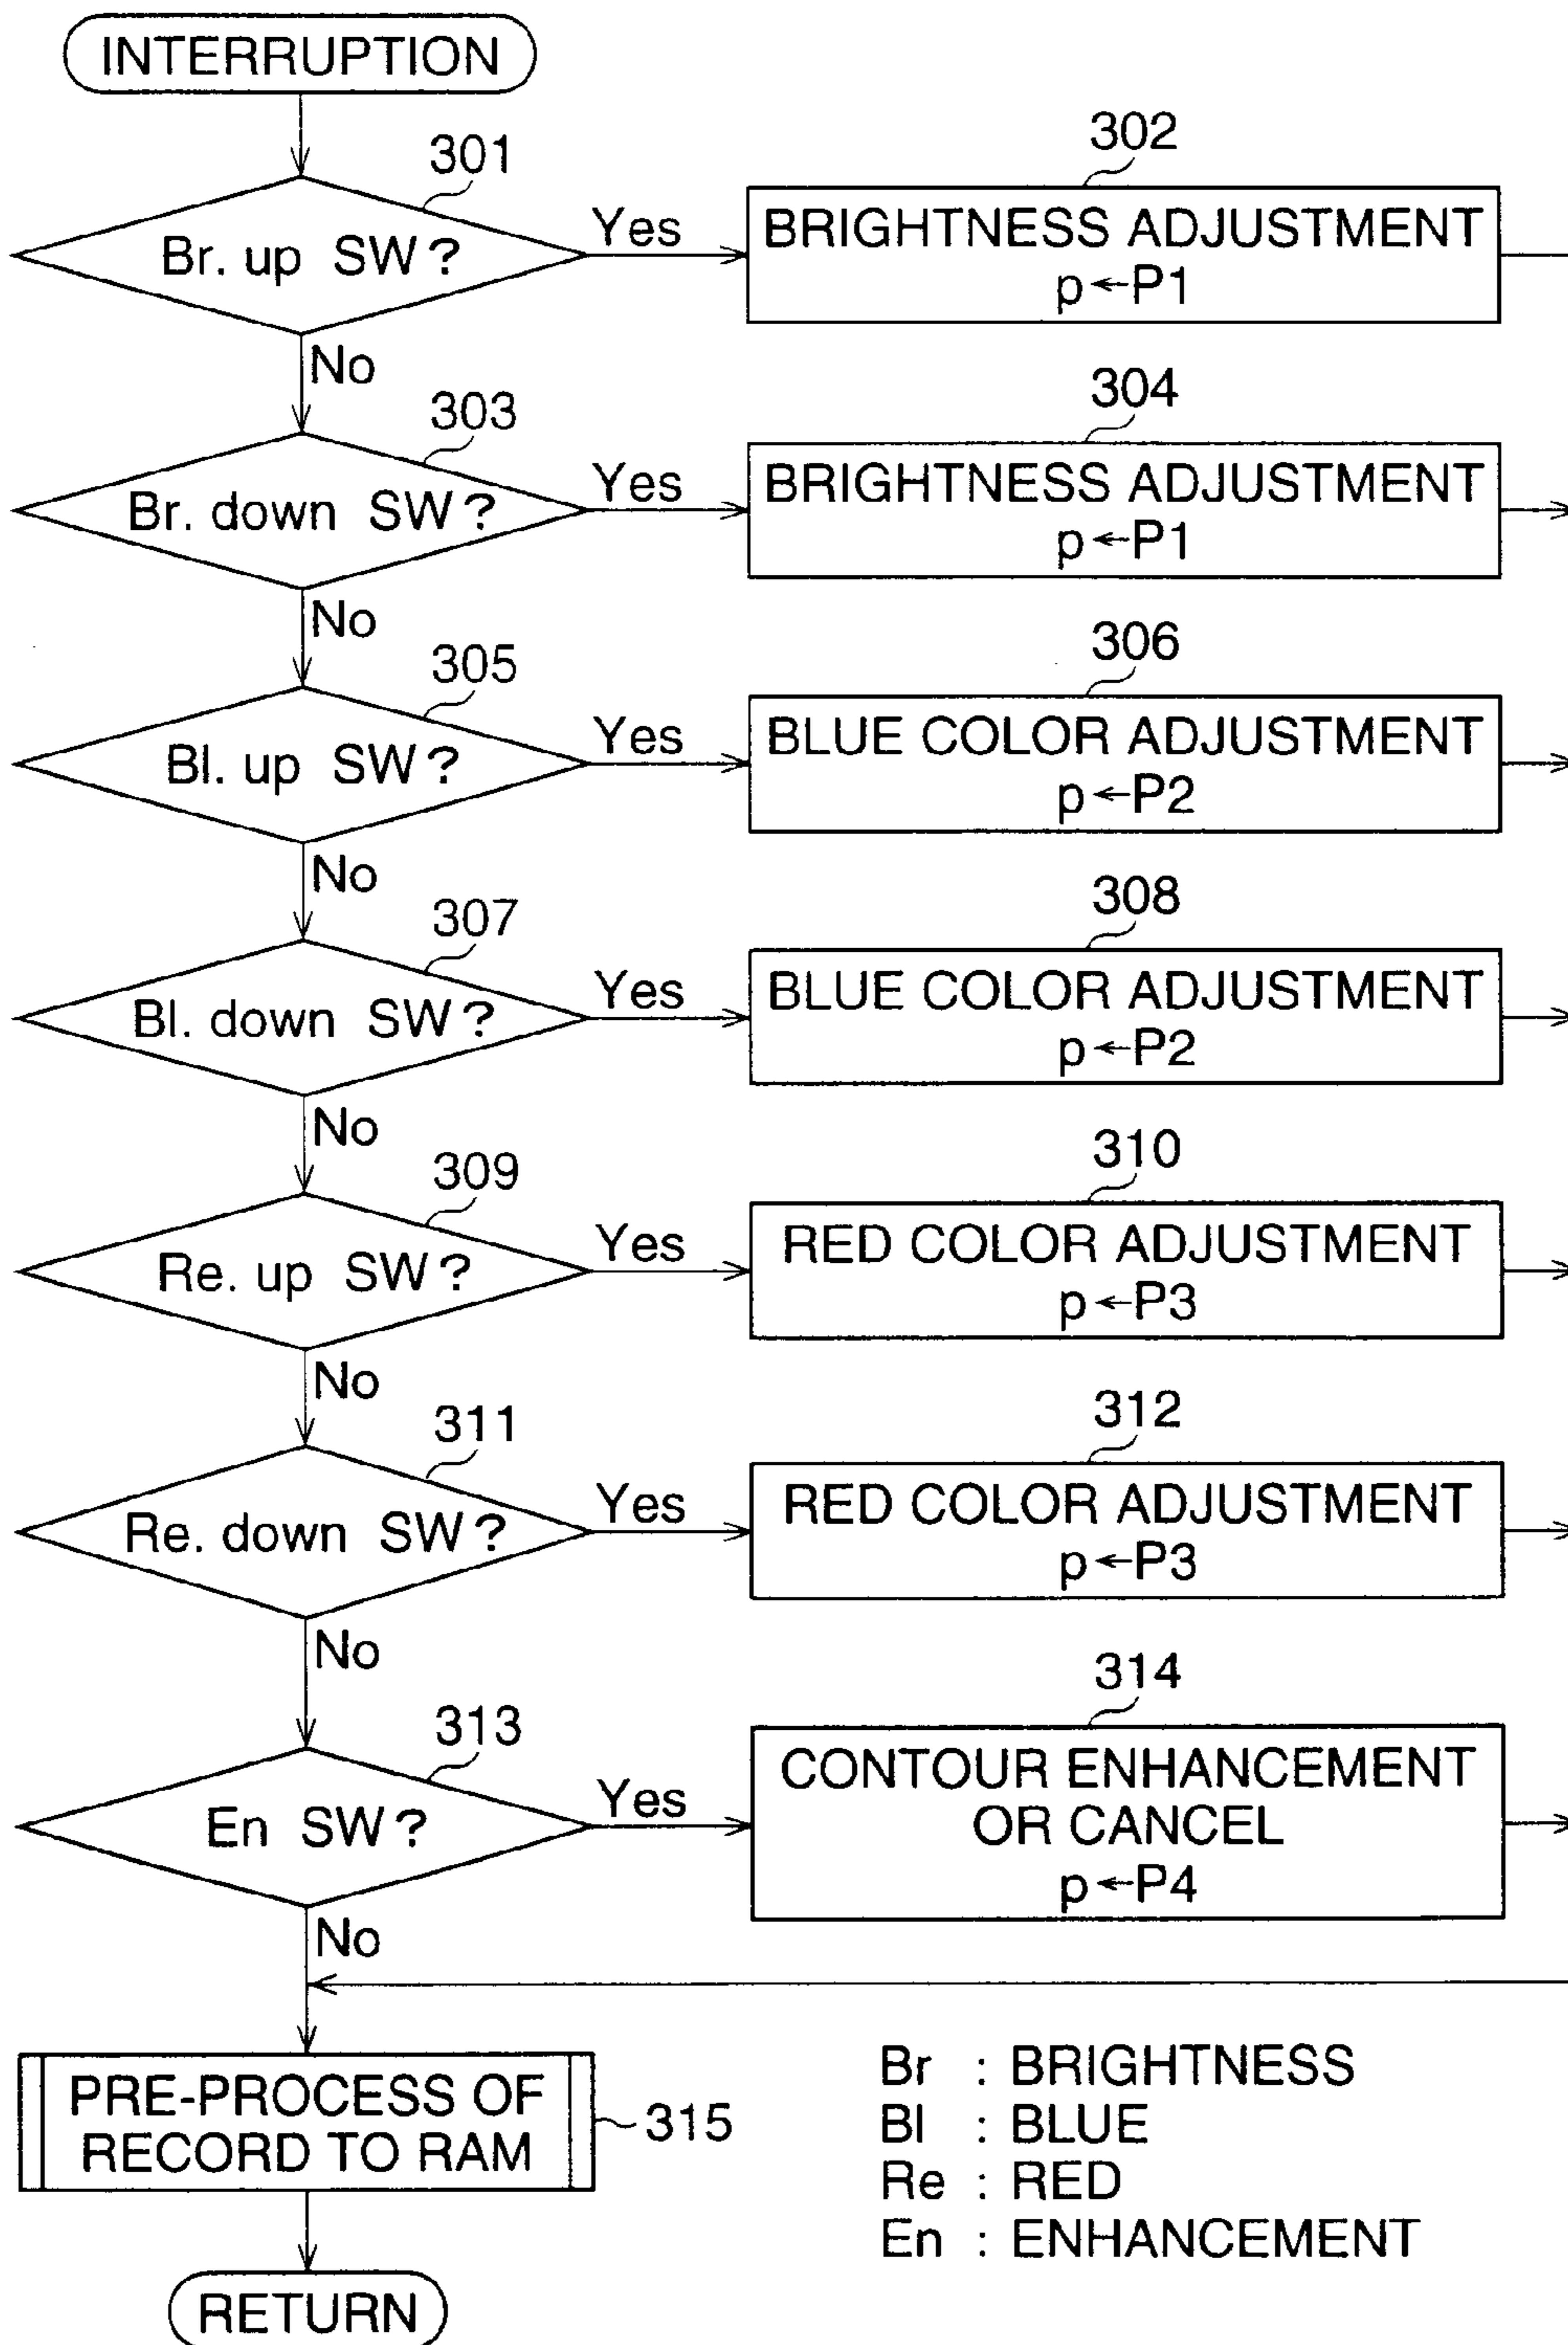 INTERRUPTION
301
Br. up SW?
Yes
302
BRIGHTNESS ADJUSTMENT
p←P1
No
303
Br. down SW?
Yes
304
BRIGHTNESS ADJUSTMENT
p←P1
No
305
Bl. up SW?
Yes
306
BLUE COLOR ADJUSTMENT
p←P2
No
307
Bl. down SW?
Yes
308
BLUE COLOR ADJUSTMENT
p←P2
No
309
Re. up SW?
Yes
310
RED COLOR ADJUSTMENT
p←P3
No
311
Re. down SW?
Yes
312
RED COLOR ADJUSTMENT
p←P3
No
313
En SW?
Yes
314
CONTOUR ENHANCEMENT
OR CANCEL
p←P4
No
PRE-PROCESS OF
RECORD TO RAM
315
RETURN
Br : BRIGHTNESS
Bl : BLUE
Re : RED
En : ENHANCEMENT